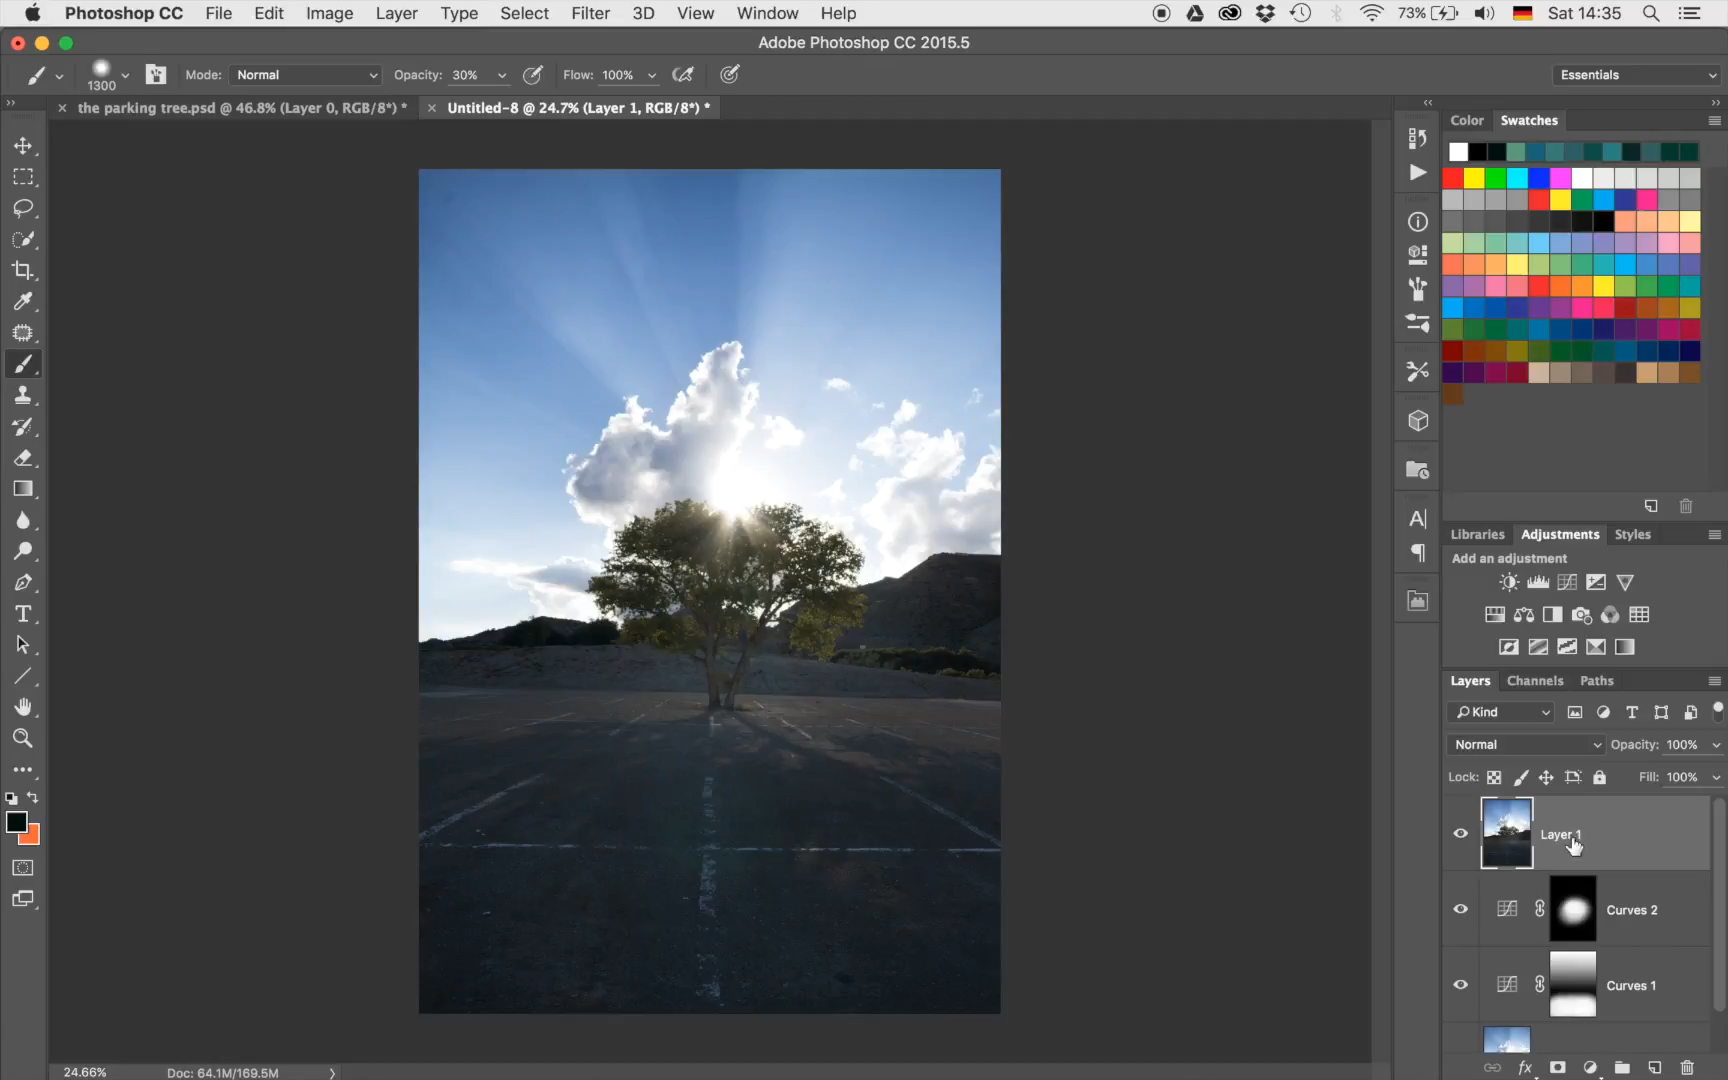 Photoshop CC File Edit Image Layer Type Select Filter 3D View Window Help 73% Sat 14:35
Adobe Photoshop CC 2015.5
1300 Mode: Normal Opacity: 30% Flow: 100% Essentials
the parking tree.psd @ 46.8% (Layer 0, RGB/8*) * Untitled-8 @ 24.7% (Layer 1, RGB/8*) *
Color Swatches
Libraries Adjustments Styles
Add an adjustment
Layers Channels Paths
Kind
Normal Opacity: 100%
Lock: Fill: 100%
Layer 1
Curves 2
Curves 1
24.66% Doc: 64.1M/169.5M